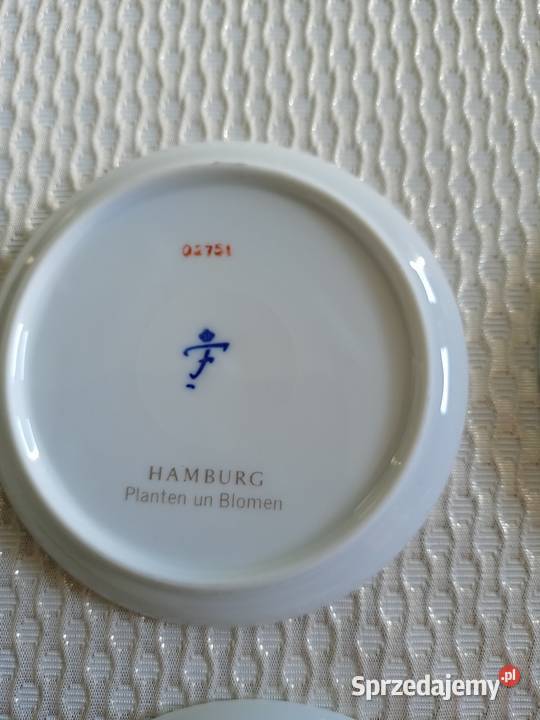 02751
F
HAMBURG
Planten un Blomen
Sprzedajemy.pl